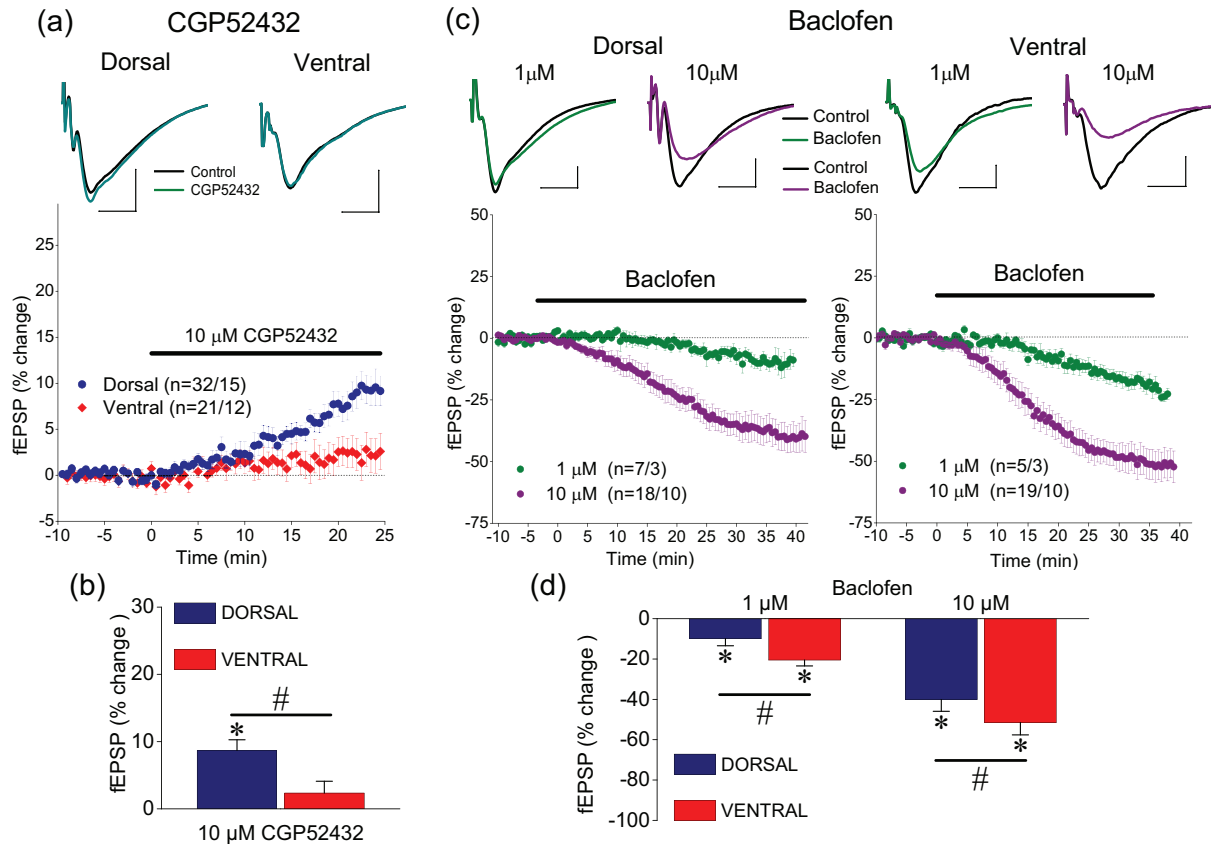 (a)
CGP52432
Dorsal
Ventral
Control
CGP52432
fEPSP (% change)
25
20
15
10
5
0
-5
10 µM CGP52432
Dorsal (n=32/15)
Ventral (n=21/12)
-10 -5 0 5 10 15 20 25
Time (min)
(c)
Baclofen
Dorsal
1µM
10µM
Ventral
1µM
10µM
Control
Baclofen
Control
Baclofen
fEPSP (% change)
50
25
0
-25
-50
-75
Baclofen
1 µM (n=7/3)
10 µM (n=18/10)
-10 -5 0 5 10 15 20 25 30 35 40
Time (min)
fEPSP (% change)
50
25
0
-25
-50
-75
Baclofen
1 µM (n=5/3)
10 µM (n=19/10)
-10 -5 0 5 10 15 20 25 30 35 40
Time (min)
(b)
fEPSP (% change )
30
20
10
0
DORSAL
VENTRAL
#
*
10 µM CGP52432
(d)
Baclofen
1 µM
10 µM
fEPSP (% change )
0
-20
-40
-60
-80
-100
* *
#
* *
#
DORSAL
VENTRAL